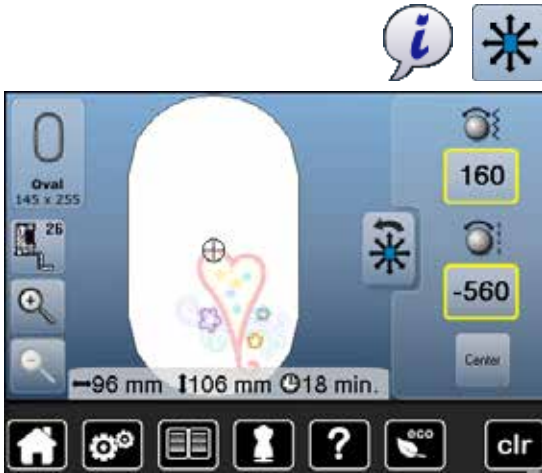 i
Oval
145 x 255
26
160
-560
Center
96 mm 106 mm 18 min.
?
eco
clr